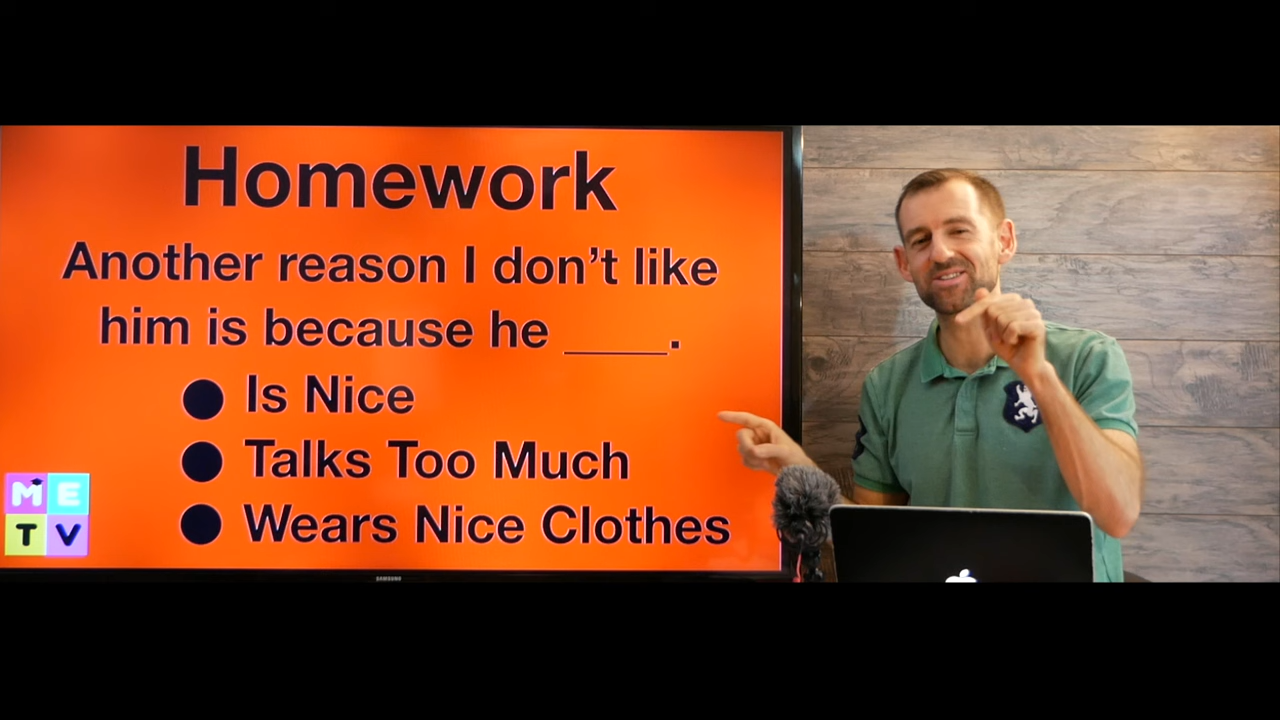 Homework
Another reason I don’t like
him is because he ____.
Is Nice
Talks Too Much
Wears Nice Clothes
M E
T V
SAMSUNG